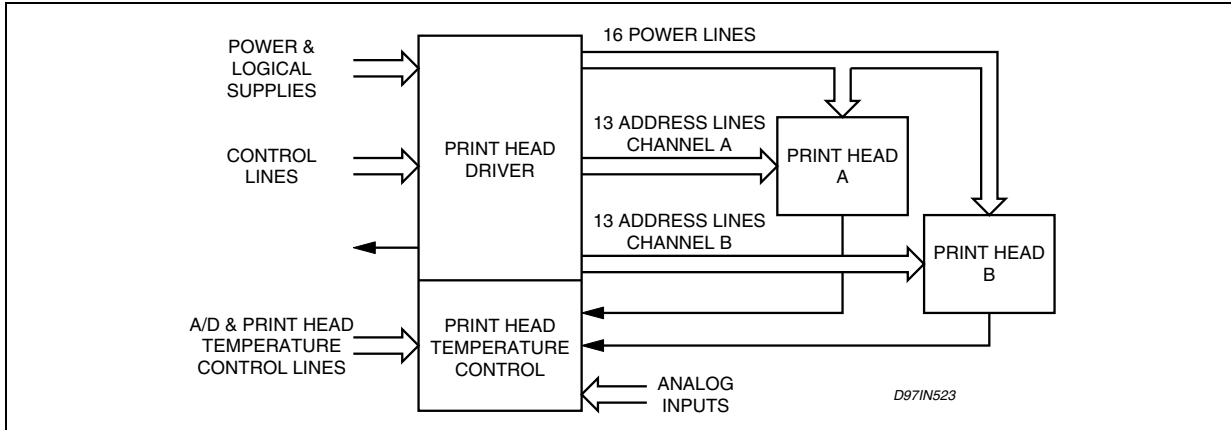 POWER &
LOGICAL
SUPPLIES
CONTROL
LINES
A/D & PRINT HEAD
TEMPERATURE
CONTROL LINES
PRINT HEAD
DRIVER
PRINT HEAD
TEMPERATURE
CONTROL
16 POWER LINES
13 ADDRESS LINES
CHANNEL A
13 ADDRESS LINES
CHANNEL B
PRINT HEAD
A
PRINT HEAD
B
ANALOG
INPUTS
D97IN523